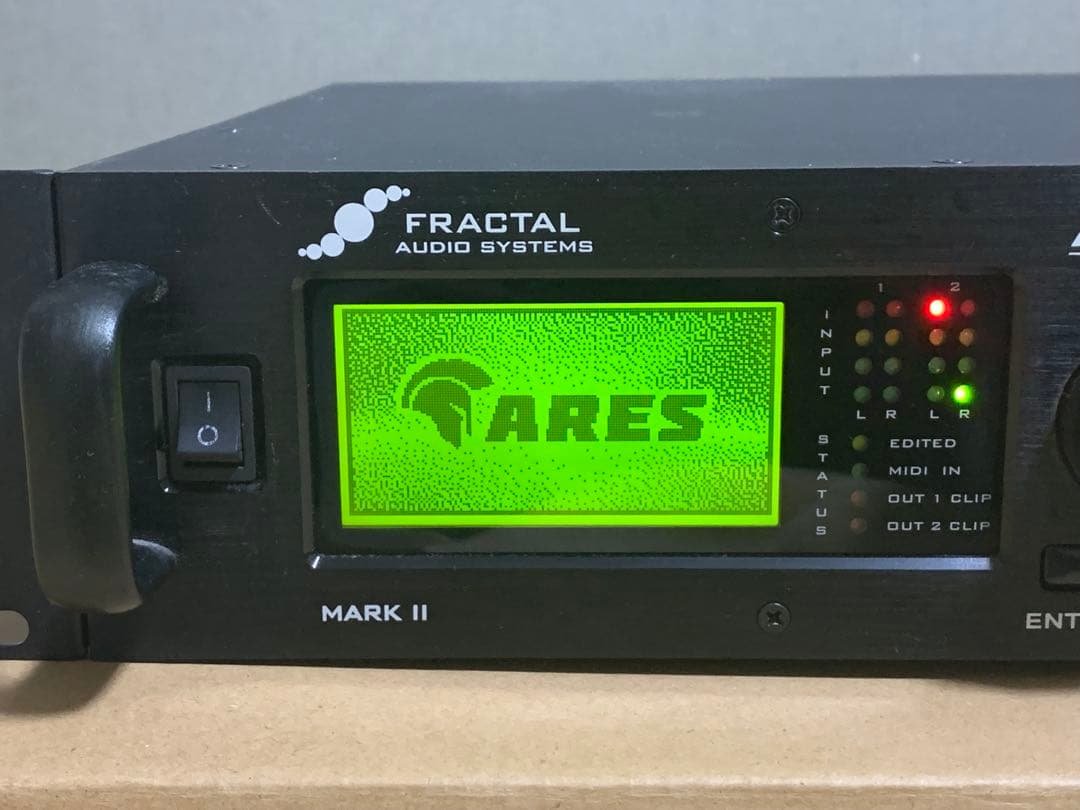 FRACTAL
AUDIO SYSTEMS
ARES
1 2
INPUT
L R L R
STATUS
EDITED
MIDI IN
OUT 1 CLIP
OUT 2 CLIP
MARK II
ENT